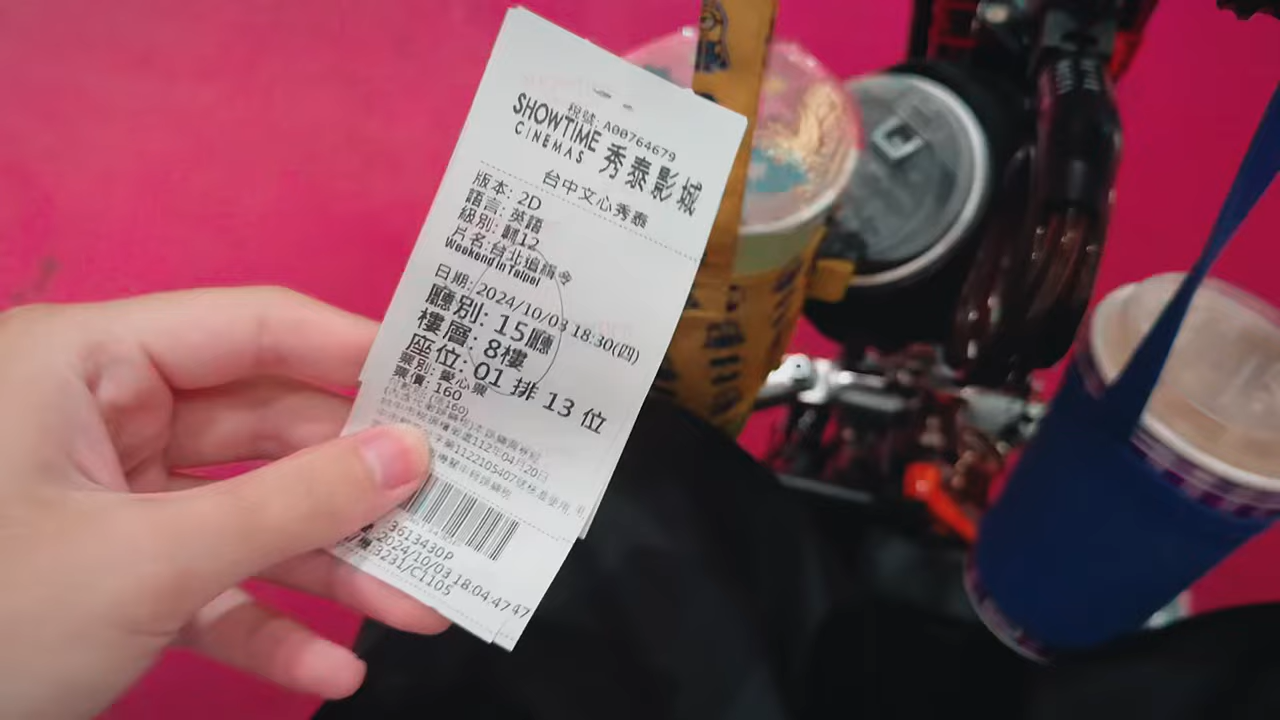 稅號: A00764679
SHOWTIME
CINEMAS 秀泰影城
台中文心秀泰
版本: 2D
語言: 英語
級別: 輔12
片名: 台北追緝令
Weekend in Taipei
日期: 2024/10/03 18:30(四)
廳別: 15廳
樓層: 8樓
座位: 01 排 13 位
票別: 愛心票
票價: 160
3613430P
2024/10/03 18:04:47
3231/C1105